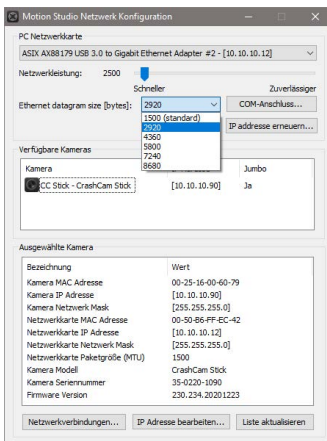 Motion Studio Netzwerk Konfiguration
PC Netzwerkkarte
ASIX AX88179 USB 3.0 to Gigabit Ethernet Adapter #2 - [10.10.10.12]
Netzwerkleistung: 2500
Schneller Zuverlässiger
Ethernet datagram size [bytes]: 2920 COM-Anschluss...
1500 (standard)
2920 IP addresse erneuern...
4360
5800
7240
8680
Verfügbare Kameras
Kamera Jumbo
CC Stick - CrashCam Stick [10.10.10.90] Ja
Ausgewählte Kamera
Bezeichnung Wert
Kamera MAC Adresse 00-25-16-00-60-79
Kamera IP Adresse [10.10.10.90]
Kamera Netzwerk Mask [255.255.255.0]
Netzwerkkarte MAC Adresse 00-50-B6-FF-EC-42
Netzwerkkarte IP Adresse [10.10.10.12]
Netzwerkkarte Netzwerk Mask [255.255.255.0]
Netzwerkkarte Paketgröße (MTU) 1500
Kamera Modell CrashCam Stick
Kamera Seriennummer 35-0220-1090
Firmware Version 230.234.20201223
Netzwerkverbindungen... IP Adresse bearbeiten... Liste aktualisieren